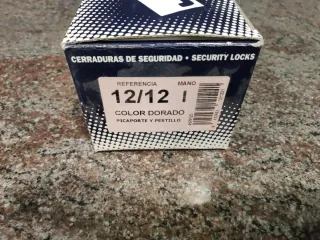 CERRADURAS DE SEGURIDAD · SECURITY LOCKS
REFERENCIA MANO
12/12 I
COLOR DORADO
PICAPORTE Y PESTILLO